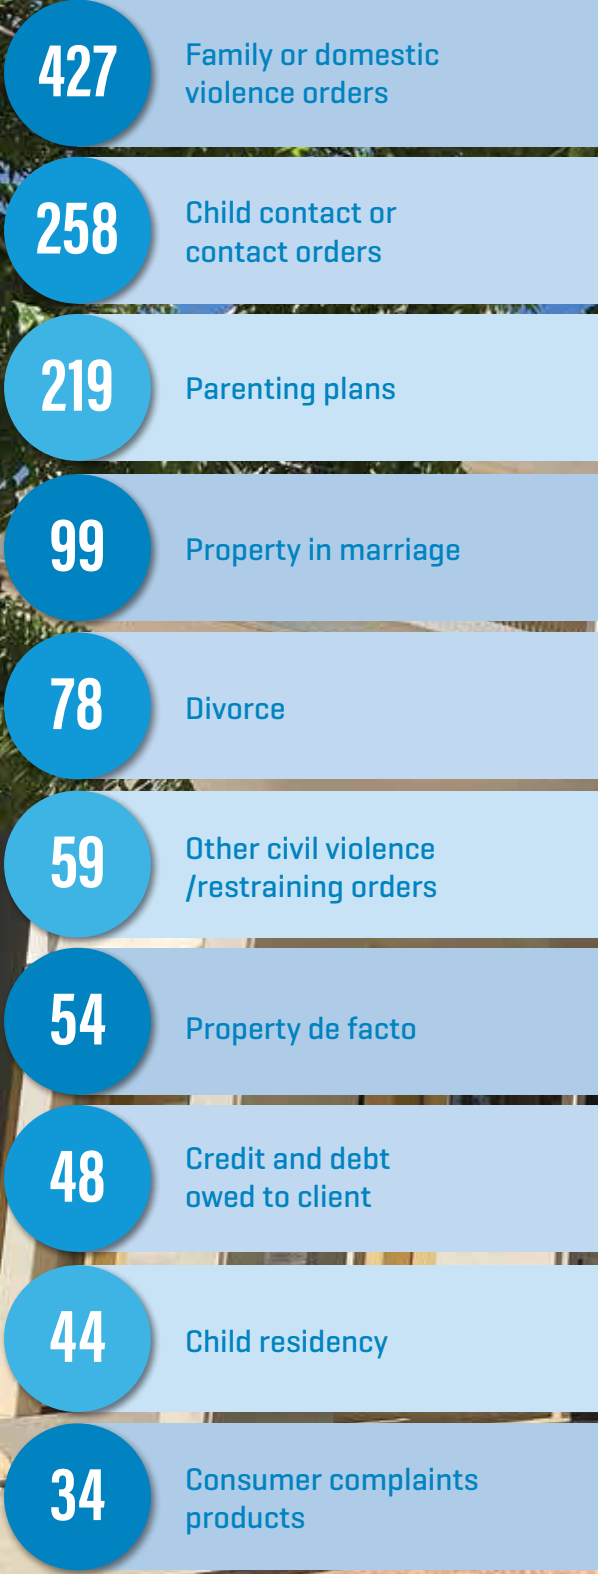 427
Family or domestic
violence orders
258
Child contact or
contact orders
219
Parenting plans
99
Property in marriage
78
Divorce
59
Other civil violence
/restraining orders
54
Property de facto
48
Credit and debt
owed to client
44
Child residency
34
Consumer complaints
products